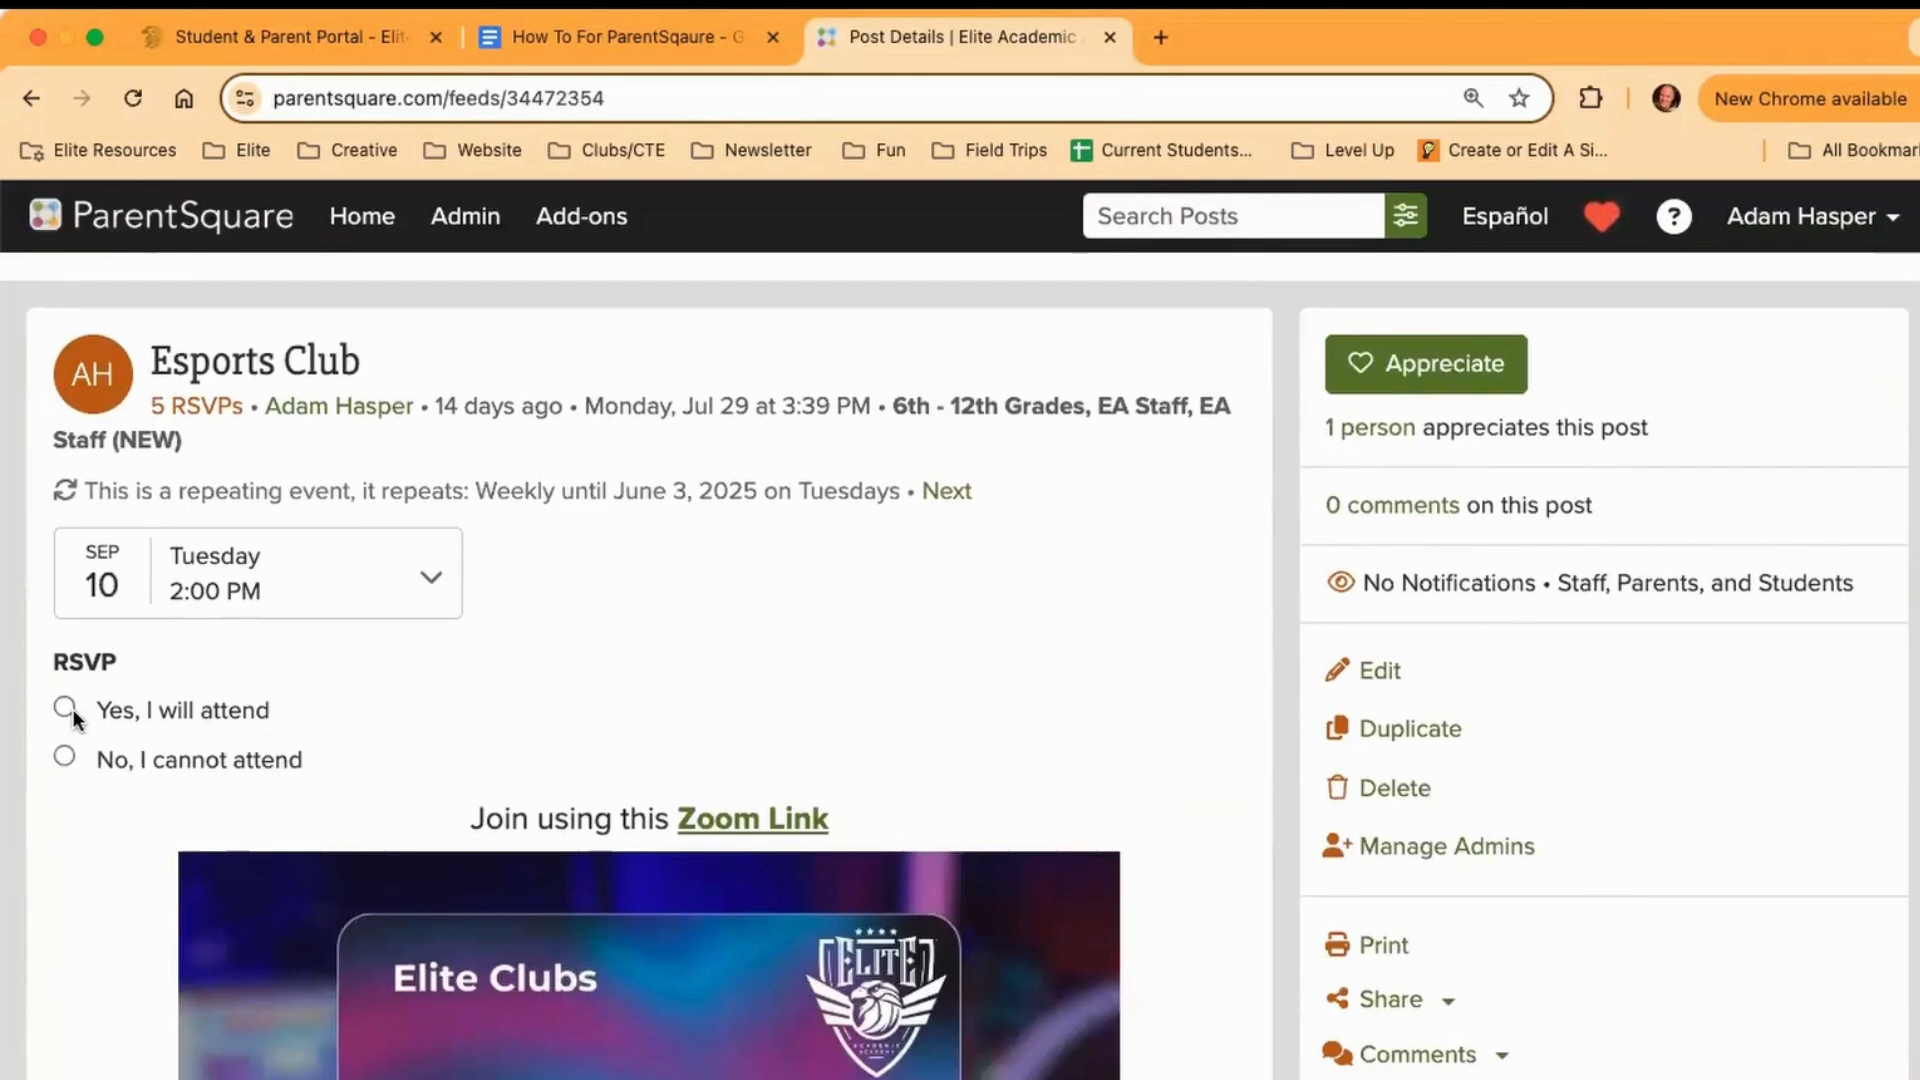 Student & Parent Portal - Elit
How To For ParentSqaure - G
Post Details | Elite Academic
parentsquare.com/feeds/34472354
New Chrome available
Elite Resources
Elite
Creative
Website
Clubs/CTE
Newsletter
Fun
Field Trips
Current Students...
Level Up
Create or Edit A Si...
All Bookmar
ParentSquare
Home
Admin
Add-ons
Search Posts
Español
?
Adam Hasper
AH
Esports Club
5 RSVPs • Adam Hasper • 14 days ago • Monday, Jul 29 at 3:39 PM • 6th - 12th Grades, EA Staff, EA
Staff (NEW)
This is a repeating event, it repeats: Weekly until June 3, 2025 on Tuesdays • Next
SEP
10
Tuesday
2:00 PM
RSVP
Yes, I will attend
No, I cannot attend
Join using this Zoom Link
Elite Clubs
ELITE
ACADEMIC
ACADEMY
Appreciate
1 person appreciates this post
0 comments on this post
No Notifications • Staff, Parents, and Students
Edit
Duplicate
Delete
Manage Admins
Print
Share
Comments